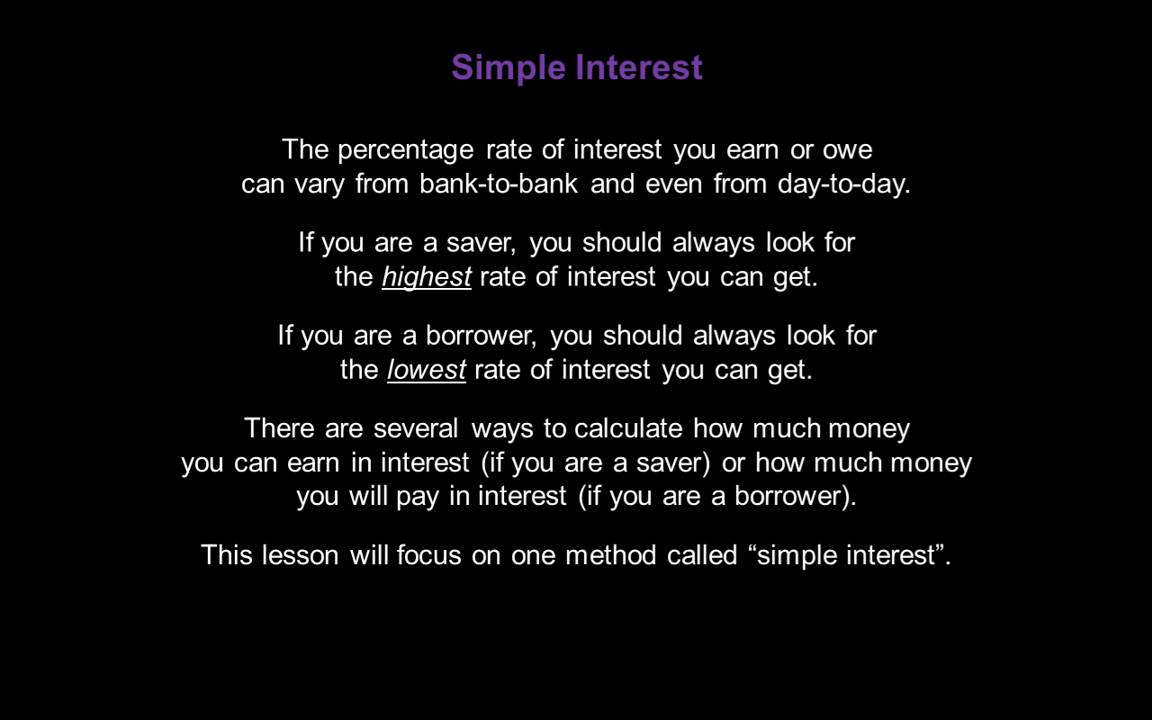 Simple Interest
The percentage rate of interest you earn or owe
can vary from bank-to-bank and even from day-to-day.
If you are a saver, you should always look for
the highest rate of interest you can get.
If you are a borrower, you should always look for
the lowest rate of interest you can get.
There are several ways to calculate how much money
you can earn in interest (if you are a saver) or how much money
you will pay in interest (if you are a borrower).
This lesson will focus on one method called “simple interest”.